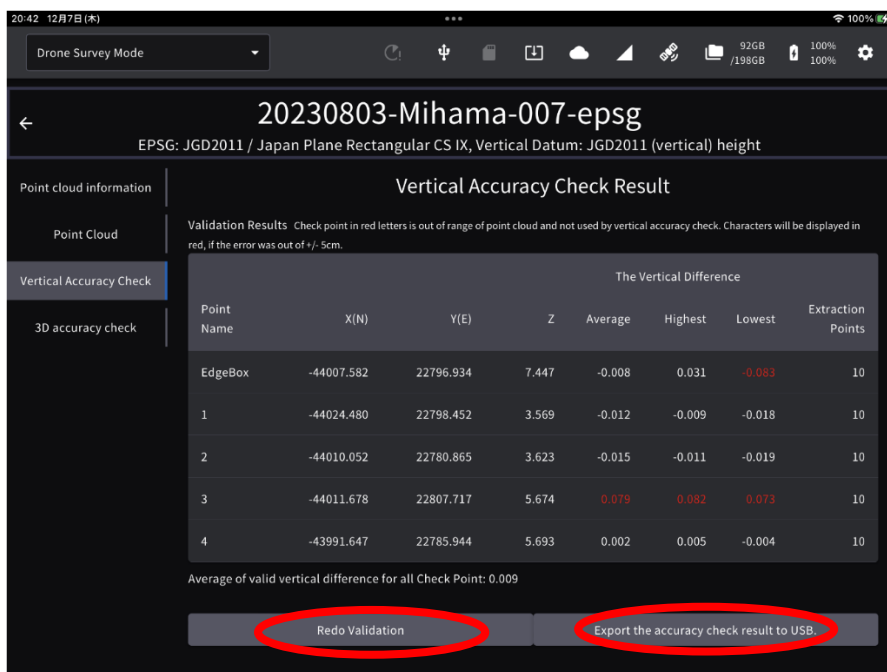 20:42 12月7日(木)
100%
Drone Survey Mode
92GB
/198GB
100%
100%
20230803-Mihama-007-epsg
EPSG: JGD2011 / Japan Plane Rectangular CS IX, Vertical Datum: JGD2011 (vertical) height
Point cloud information
Point Cloud
Vertical Accuracy Check
3D accuracy check
Vertical Accuracy Check Result
Validation Results Check point in red letters is out of range of point cloud and not used by vertical accuracy check. Characters will be displayed in
red, if the error was out of +/- 5cm.
The Vertical Difference
Point Name X(N) Y(E) Z Average Highest Lowest Extraction Points
EdgeBox -44007.582 22796.934 7.447 -0.008 0.031 -0.083 10
1 -44024.480 22798.452 3.569 -0.012 -0.009 -0.018 10
2 -44010.052 22780.865 3.623 -0.015 -0.011 -0.019 10
3 -44011.678 22807.717 5.674 0.079 0.082 0.073 10
4 -43991.647 22785.944 5.693 0.002 0.005 -0.004 10
Average of valid vertical difference for all Check Point: 0.009
Redo Validation
Export the accuracy check result to USB.